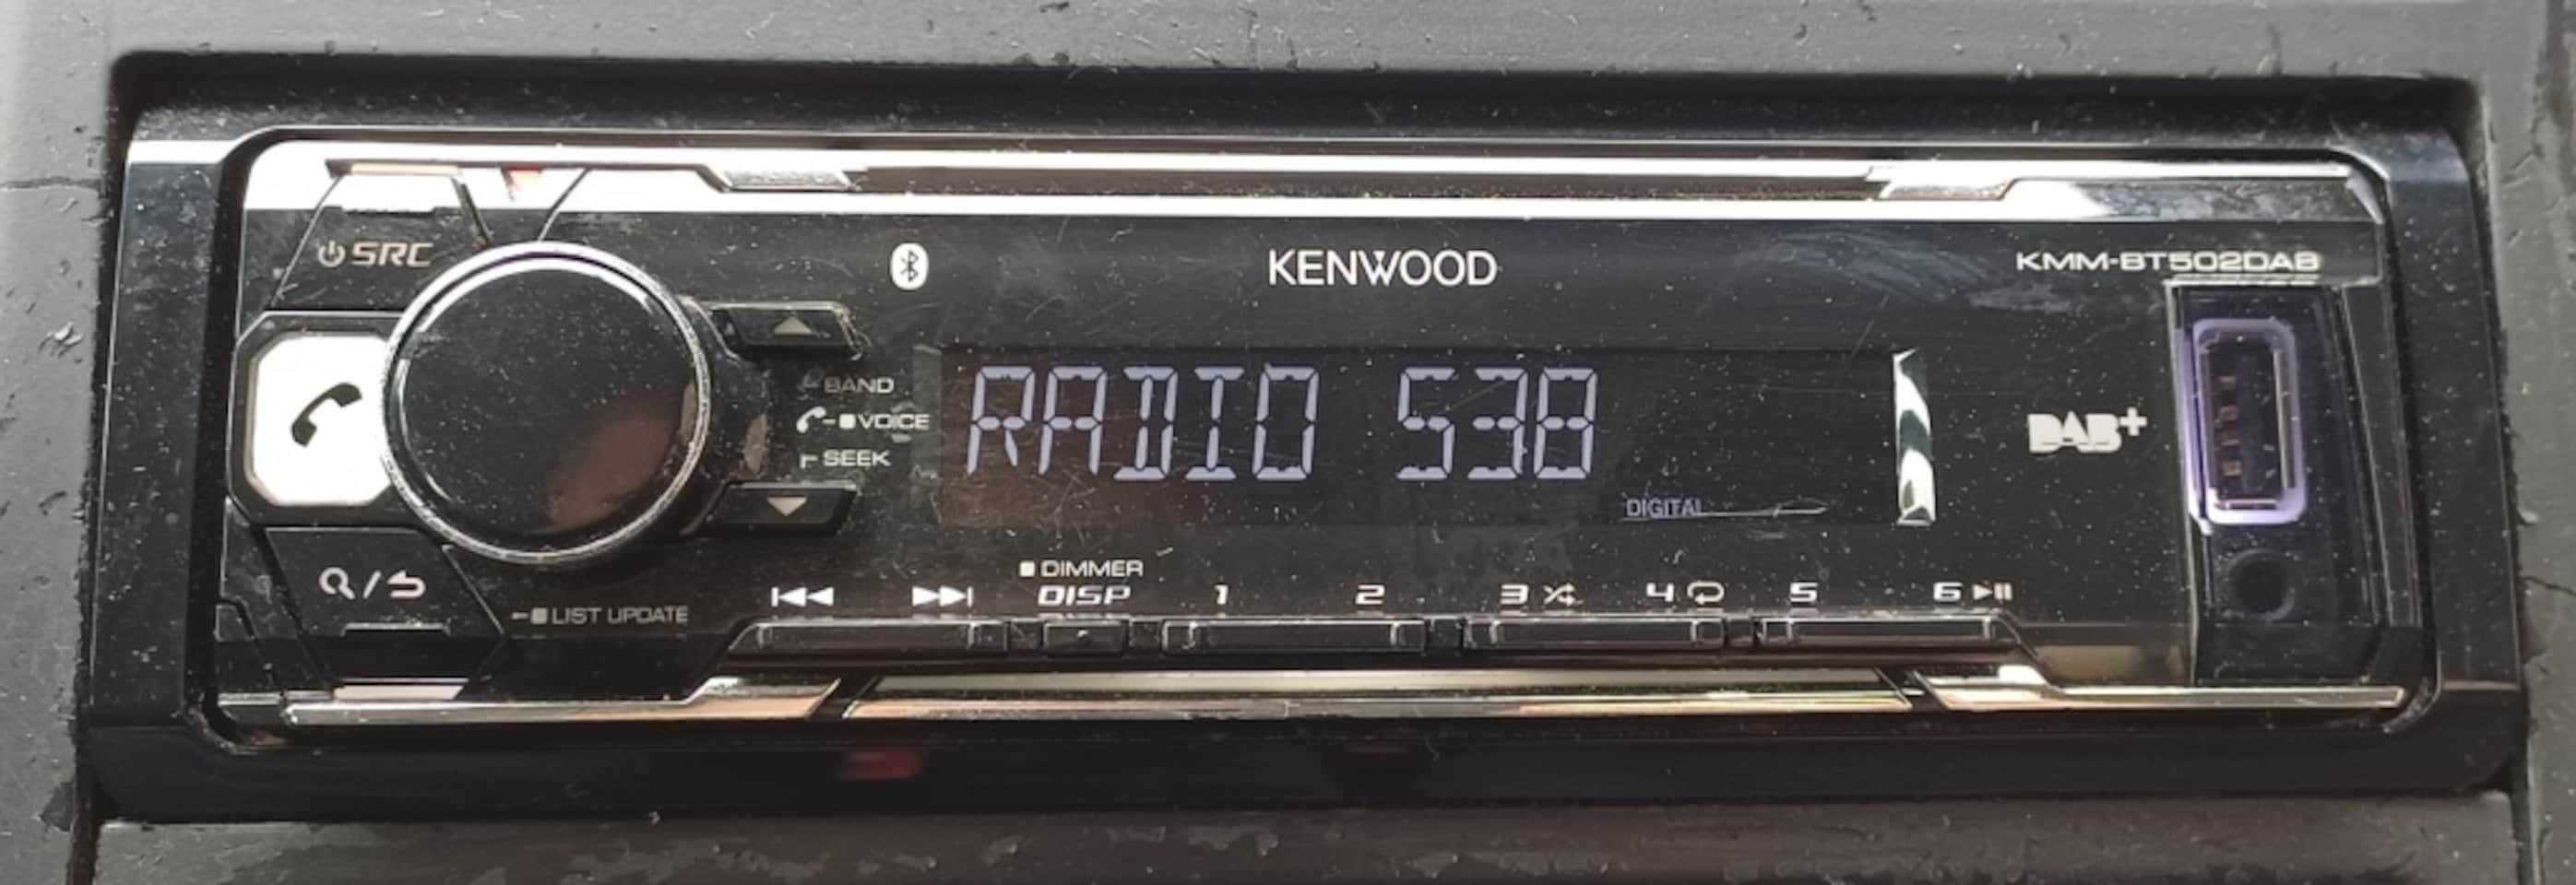 SRC
KENWOOD
KMM-BT502DAB
BAND
VOICE
SEEK
RADIO 538
DIGITAL
DAB+
DIMMER
LIST UPDATE
DISP 1 2 3 4 5 6